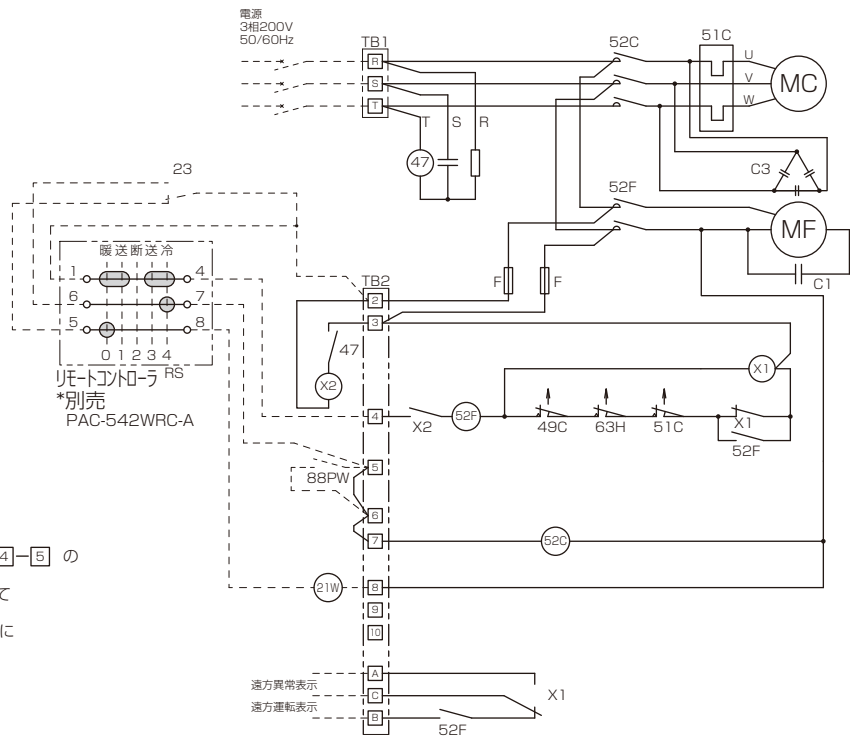 電源
3相200V
50/60Hz
TB1
52C
51C
R
S
T
U
V
W
MC
T
S
R
47
C3
52F
MF
C1
23
暖送断送冷
1
4
6
7
5
8
0 1 2 3 4
RS
リモートコントローラ
*別売
PAC-542WRC-A
F
F
TB2
2
3
47
X2
X1
4
X2
52F
49C
63H
51C
X1
52F
5
88PW
6
7
52C
4-5 の
て
に
21W
8
9
10
A
遠方異常表示
C
X1
遠方運転表示
B
52F